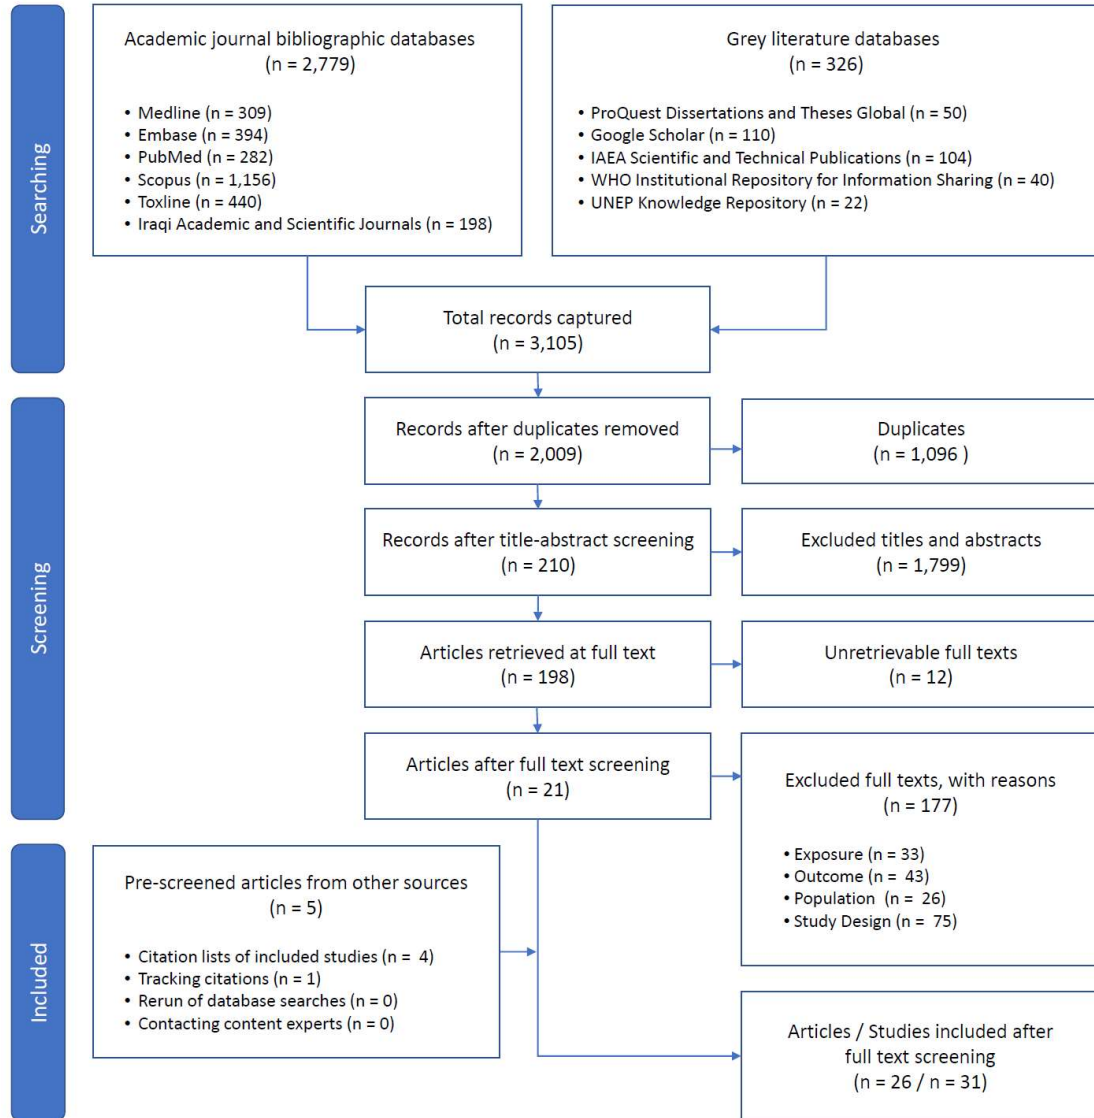 Searching
Academic journal bibliographic databases
(n = 2,779)
• Medline (n = 309)
• Embase (n = 394)
• PubMed (n = 282)
• Scopus (n = 1,156)
• Toxline (n = 440)
• Iraqi Academic and Scientific Journals (n = 198)
Grey literature databases
(n = 326)
• ProQuest Dissertations and Theses Global (n = 50)
• Google Scholar (n = 110)
• IAEA Scientific and Technical Publications (n = 104)
• WHO Institutional Repository for Information Sharing (n = 40)
• UNEP Knowledge Repository (n = 22)
Total records captured
(n = 3,105)
Screening
Records after duplicates removed
(n = 2,009)
Duplicates
(n = 1,096 )
Records after title-abstract screening
(n = 210)
Excluded titles and abstracts
(n = 1,799)
Articles retrieved at full text
(n = 198)
Unretrievable full texts
(n = 12)
Articles after full text screening
(n = 21)
Excluded full texts, with reasons
(n = 177)
• Exposure (n = 33)
• Outcome (n = 43)
• Population (n = 26)
• Study Design (n = 75)
Included
Pre-screened articles from other sources
(n = 5)
• Citation lists of included studies (n = 4)
• Tracking citations (n = 1)
• Rerun of database searches (n = 0)
• Contacting content experts (n = 0)
Articles / Studies included after
full text screening
(n = 26 / n = 31)